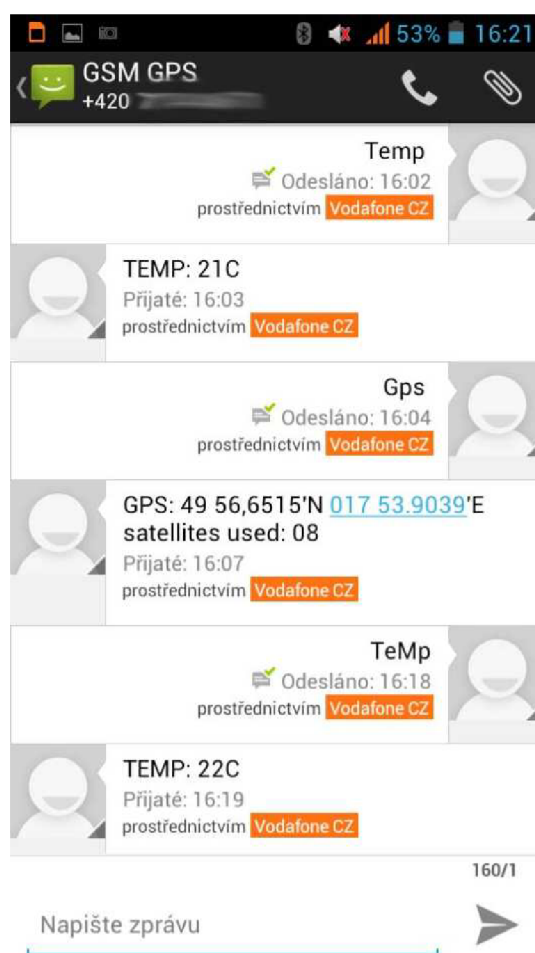 53% 16:21
GSM GPS
+420
Temp
Odesláno: 16:02
prostřednictvím Vodafone CZ
TEMP: 21C
Přijaté: 16:03
prostřednictvím Vodafone CZ
Gps
Odesláno: 16:04
prostřednictvím Vodafone CZ
GPS: 49 56,6515'N 017 53.9039'E
satellites used: 08
Přijaté: 16:07
prostřednictvím Vodafone CZ
TeMp
Odesláno: 16:18
prostřednictvím Vodafone CZ
TEMP: 22C
Přijaté: 16:19
prostřednictvím Vodafone CZ
160/1
Napište zprávu